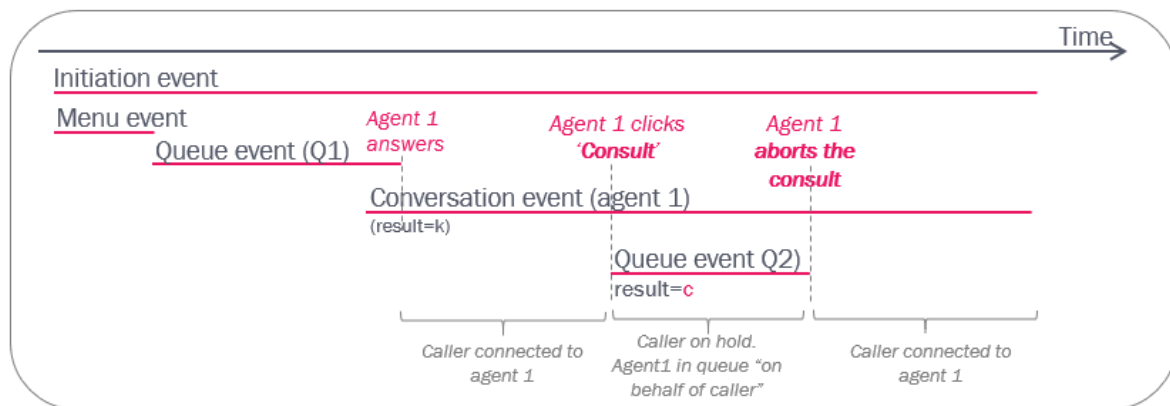 Time
Initiation event
Menu event
Agent 1
answers
Agent 1 clicks
‘Consult’
Agent 1
aborts the
consult
Queue event (Q1)
Conversation event (agent 1)
(result=k)
Queue event Q2)
result=c
Caller connected to
agent 1
Caller on hold.
Agent1 in queue “on
behalf of caller”
Caller connected to
agent 1